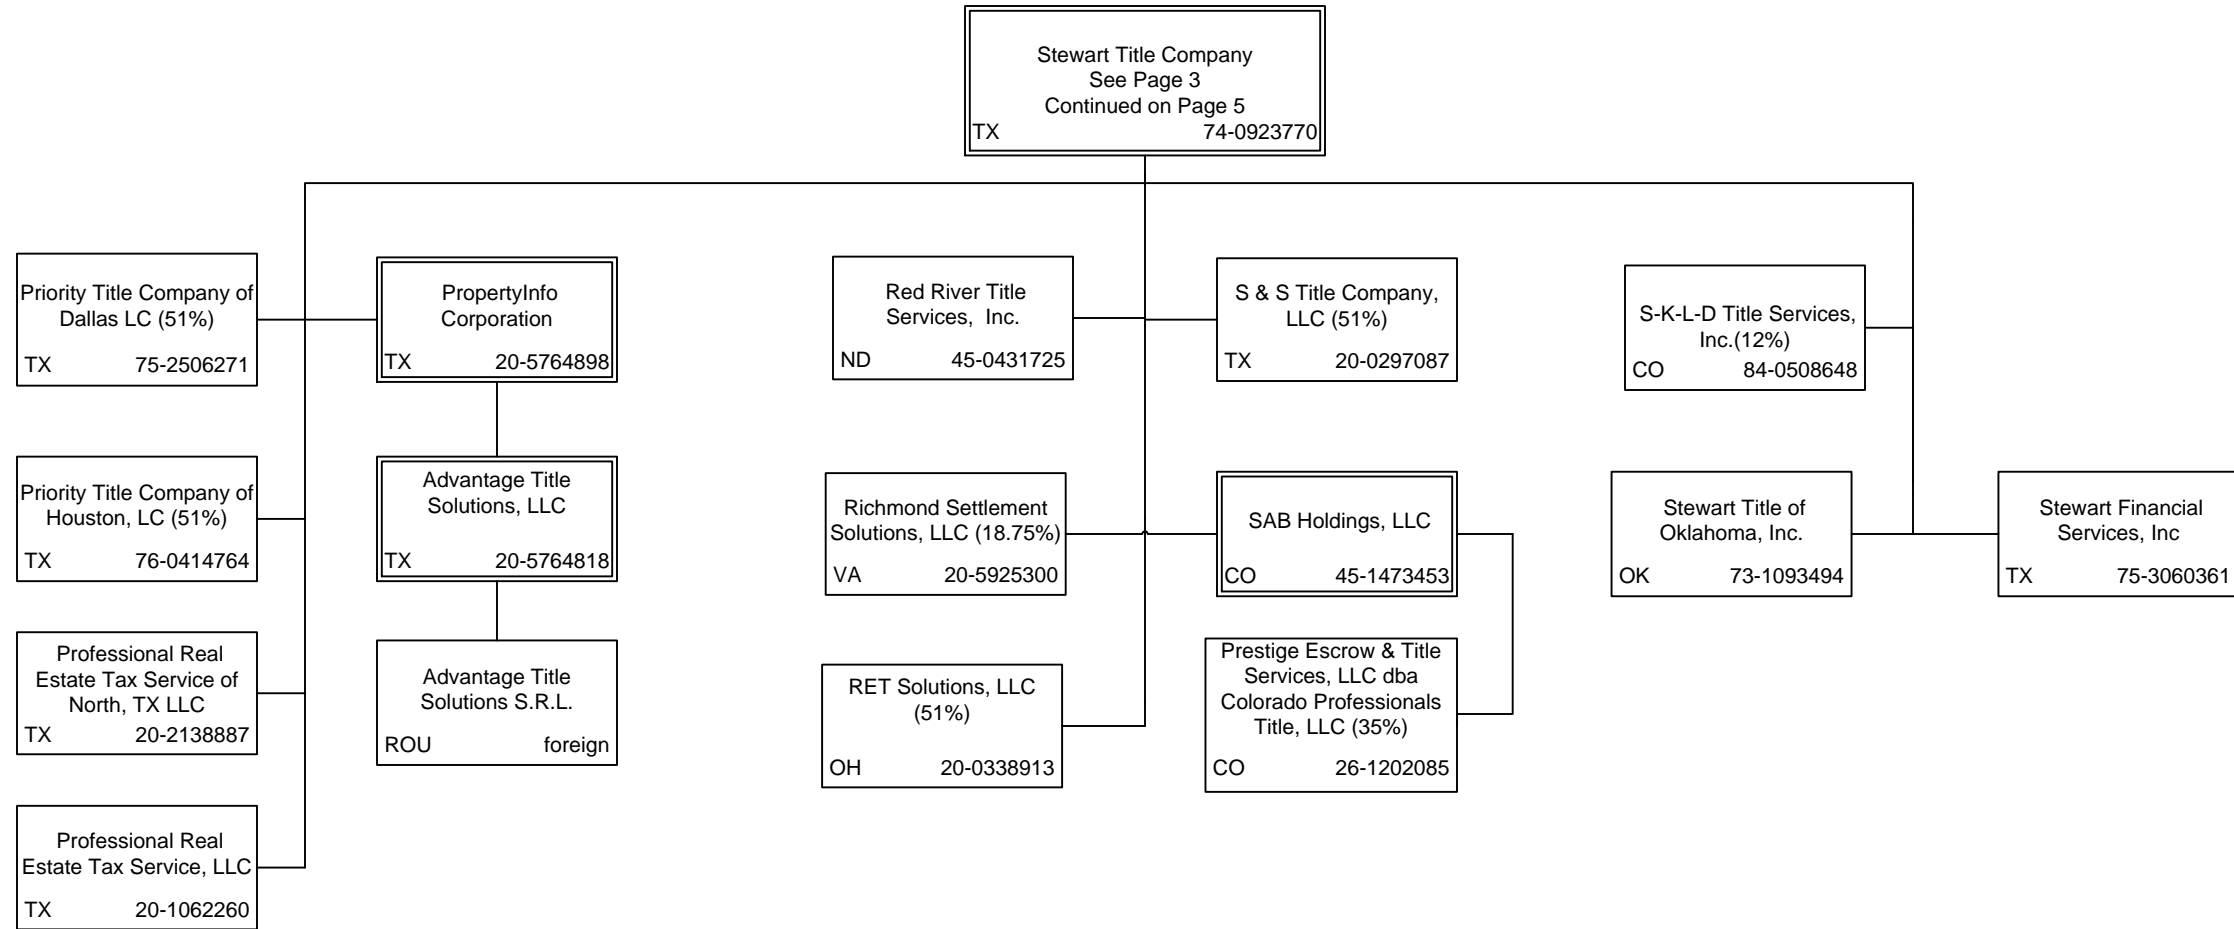 Stewart Title Company
See Page 3
Continued on Page 5
TX 74-0923770
Priority Title Company of
Dallas LC (51%)
TX 75-2506271
PropertyInfo
Corporation
TX 20-5764898
Red River Title
Services, Inc.
ND 45-0431725
S & S Title Company,
LLC (51%)
TX 20-0297087
S-K-L-D Title Services,
Inc.(12%)
CO 84-0508648
Priority Title Company of
Houston, LC (51%)
TX 76-0414764
Advantage Title
Solutions, LLC
TX 20-5764818
Richmond Settlement
Solutions, LLC (18.75%)
VA 20-5925300
SAB Holdings, LLC
CO 45-1473453
Stewart Title of
Oklahoma, Inc.
OK 73-1093494
Stewart Financial
Services, Inc
TX 75-3060361
Professional Real
Estate Tax Service of
North, TX LLC
TX 20-2138887
Advantage Title
Solutions S.R.L.
ROU foreign
RET Solutions, LLC
(51%)
OH 20-0338913
Prestige Escrow & Title
Services, LLC dba
Colorado Professionals
Title, LLC (35%)
CO 26-1202085
Professional Real
Estate Tax Service, LLC
TX 20-1062260